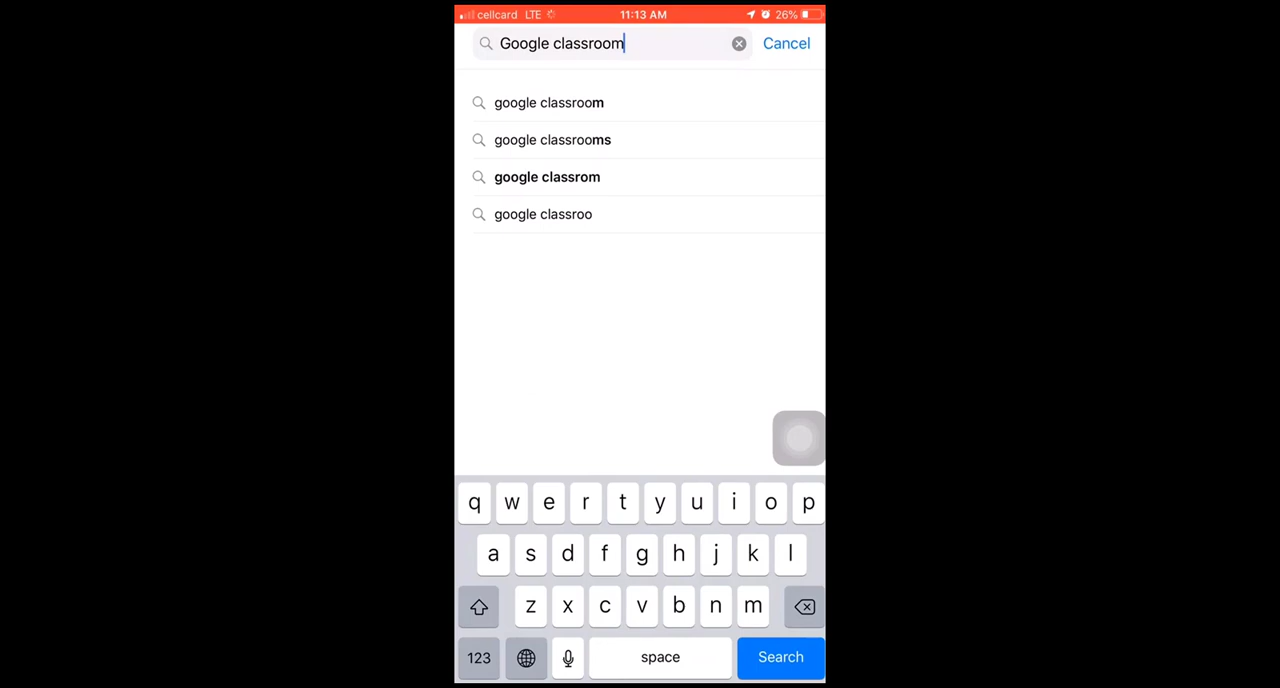 cellcard LTE 11:13 AM 26%
Google classroom Cancel
google classroom
google classrooms
google classrom
google classroo
q w e r t y u i o p
a s d f g h j k l
z x c v b n m
123 space Search